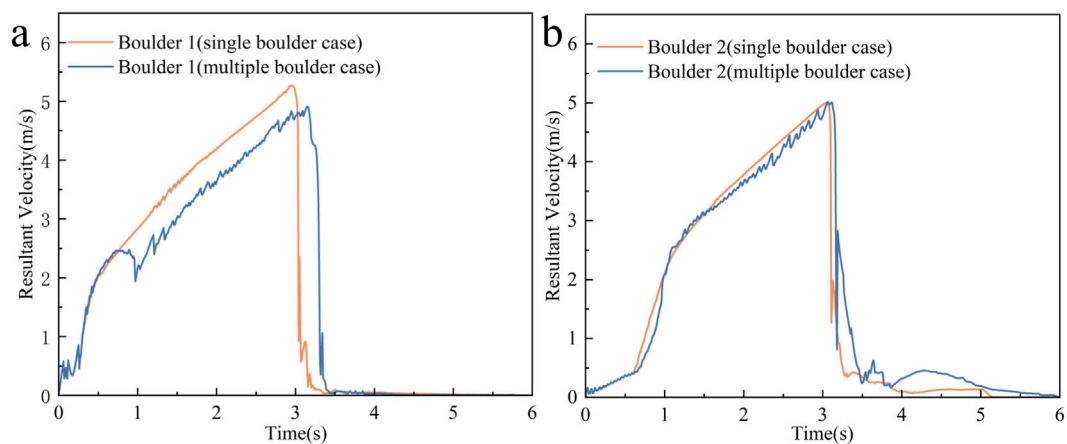 a
Boulder 1(single boulder case)
Boulder 1(multiple boulder case)
Resultant Velocity(m/s)
6
5
4
3
2
1
0
0 1 2 3 4 5 6
Time(s)
b
Boulder 2(single boulder case)
Boulder 2(multiple boulder case)
Resultant Velocity(m/s)
6
5
4
3
2
1
0
0 1 2 3 4 5 6
Time(s)